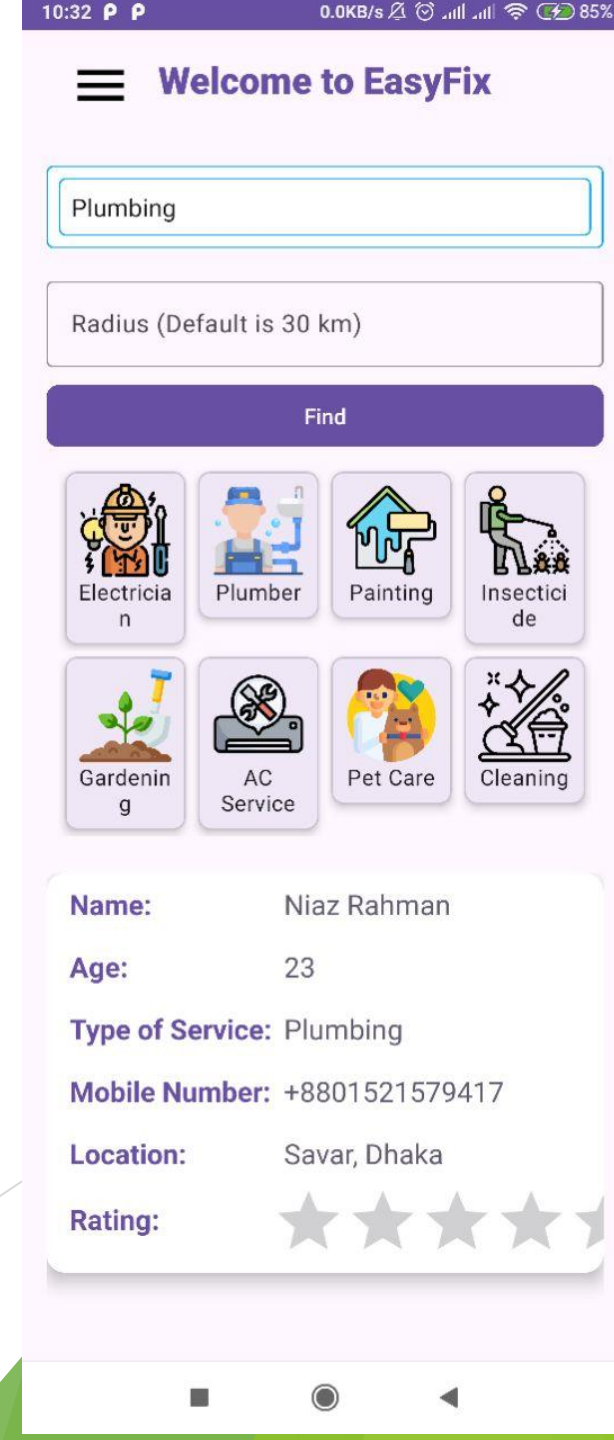 10:32 P P 0.0KB/s 85%
Welcome to EasyFix
Plumbing
Radius (Default is 30 km)
Find
Electricia
n
Plumber
Painting
Insectici
de
Gardenin
g
AC
Service
Pet Care
Cleaning
Name: Niaz Rahman
Age: 23
Type of Service: Plumbing
Mobile Number: +8801521579417
Location: Savar, Dhaka
Rating: